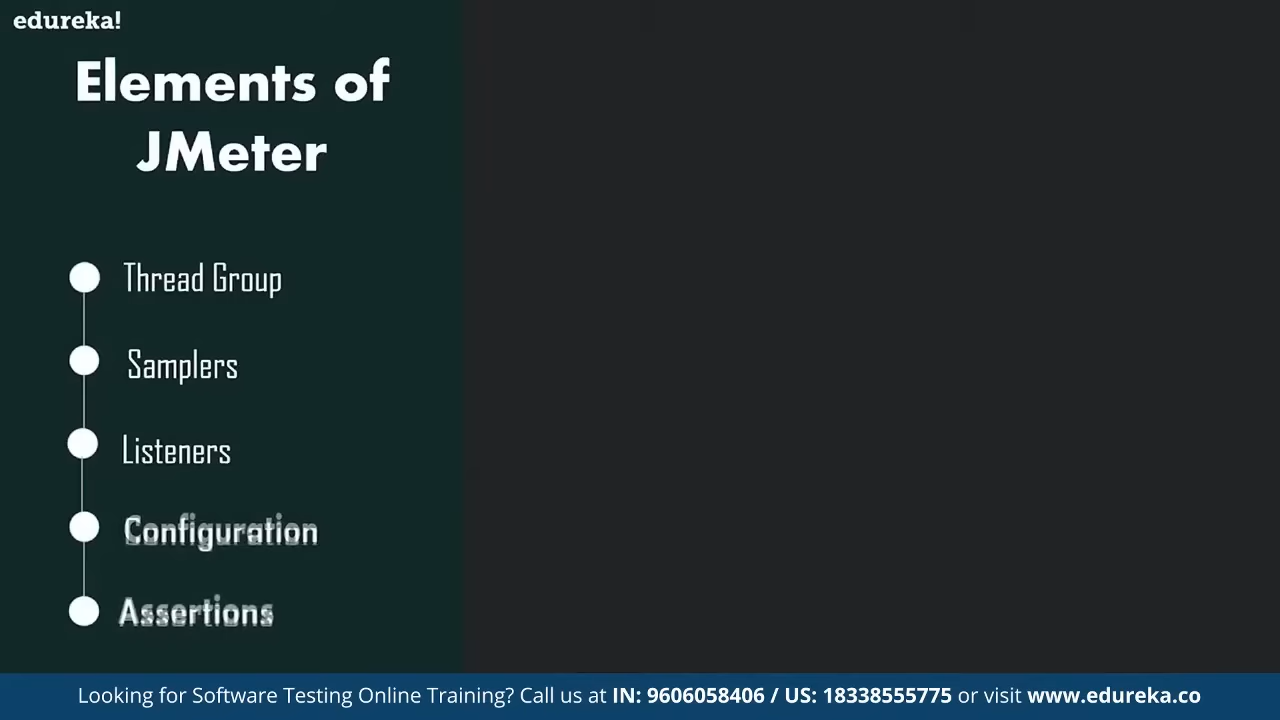 edureka!
Elements of
JMeter
Thread Group
Samplers
Listeners
Configuration
Assertions
Looking for Software Testing Online Training? Call us at IN: 9606058406 / US: 18338555775 or visit www.edureka.co